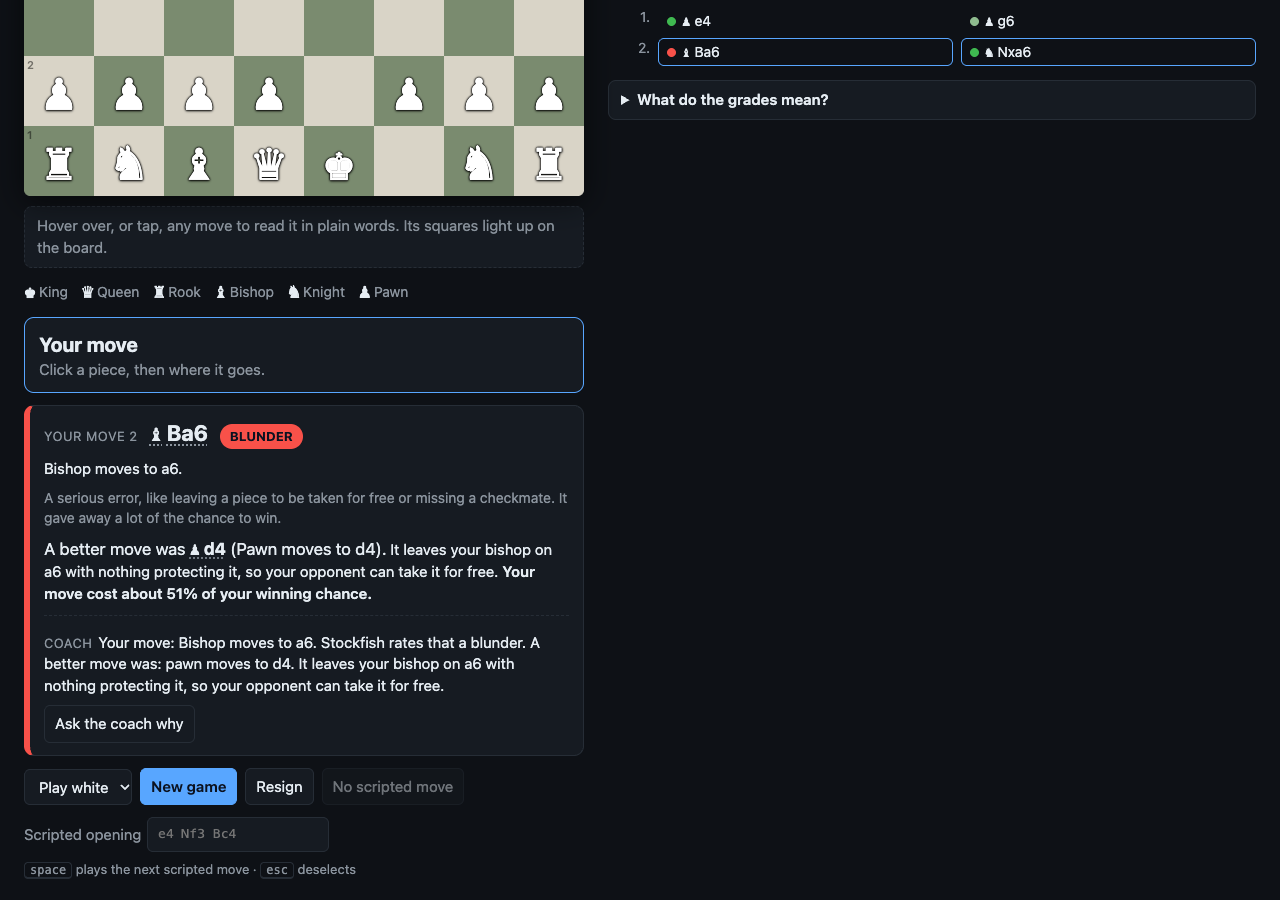 2
1
Hover over, or tap, any move to read it in plain words. Its squares light up on
the board.
King Queen Rook Bishop Knight Pawn
Your move
Click a piece, then where it goes.
YOUR MOVE 2 Ba6 BLUNDER
Bishop moves to a6.
A serious error, like leaving a piece to be taken for free or missing a checkmate. It
gave away a lot of the chance to win.
A better move was d4 (Pawn moves to d4). It leaves your bishop on
a6 with nothing protecting it, so your opponent can take it for free. Your
move cost about 51% of your winning chance.
COACH Your move: Bishop moves to a6. Stockfish rates that a blunder. A
better move was: pawn moves to d4. It leaves your bishop on a6 with
nothing protecting it, so your opponent can take it for free.
Ask the coach why
Play white New game Resign No scripted move
Scripted opening e4 Nf3 Bc4
space plays the next scripted move · esc deselects
1. e4 g6
2. Ba6 Nxa6
What do the grades mean?